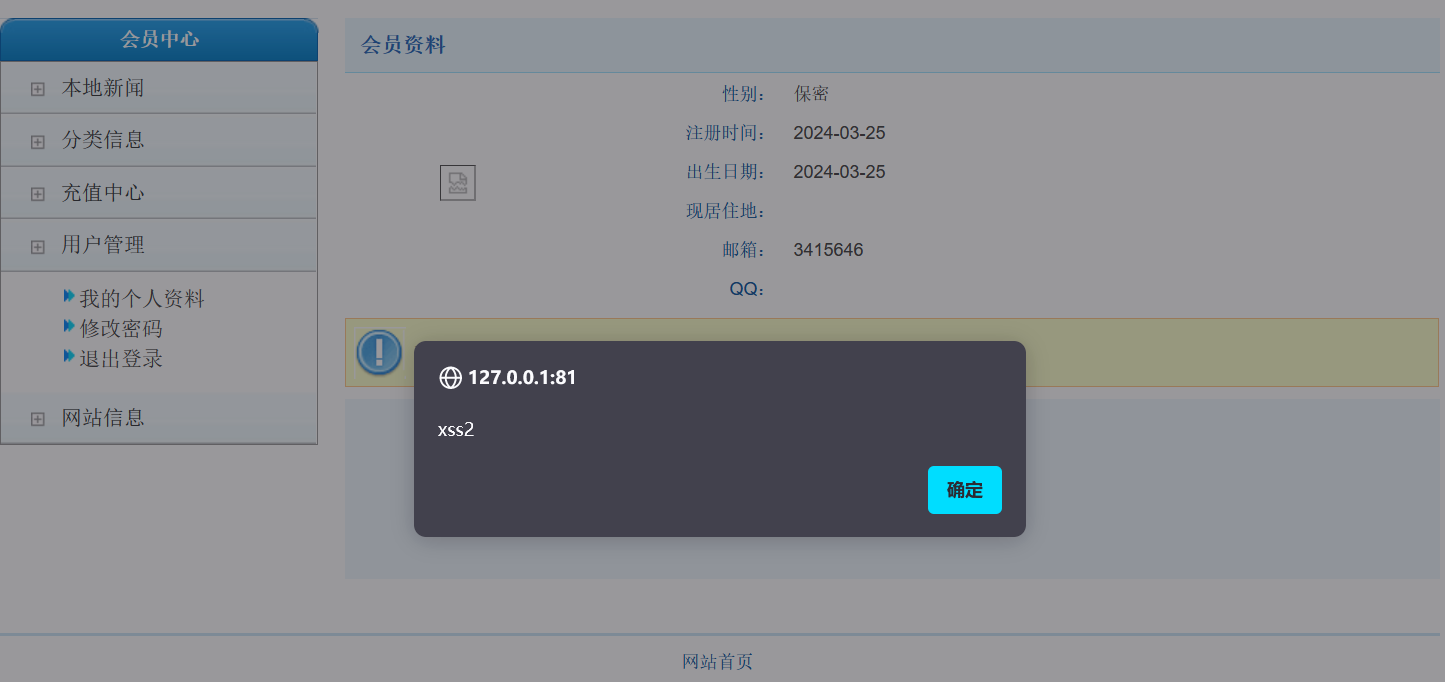 会员中心
本地新闻
分类信息
充值中心
用户管理
我的个人资料
修改密码
退出登录
网站信息
会员资料
性别： 保密
注册时间： 2024-03-25
出生日期： 2024-03-25
现居住地：
邮箱： 3415646
QQ：
127.0.0.1:81
xss2
确定
网站首页